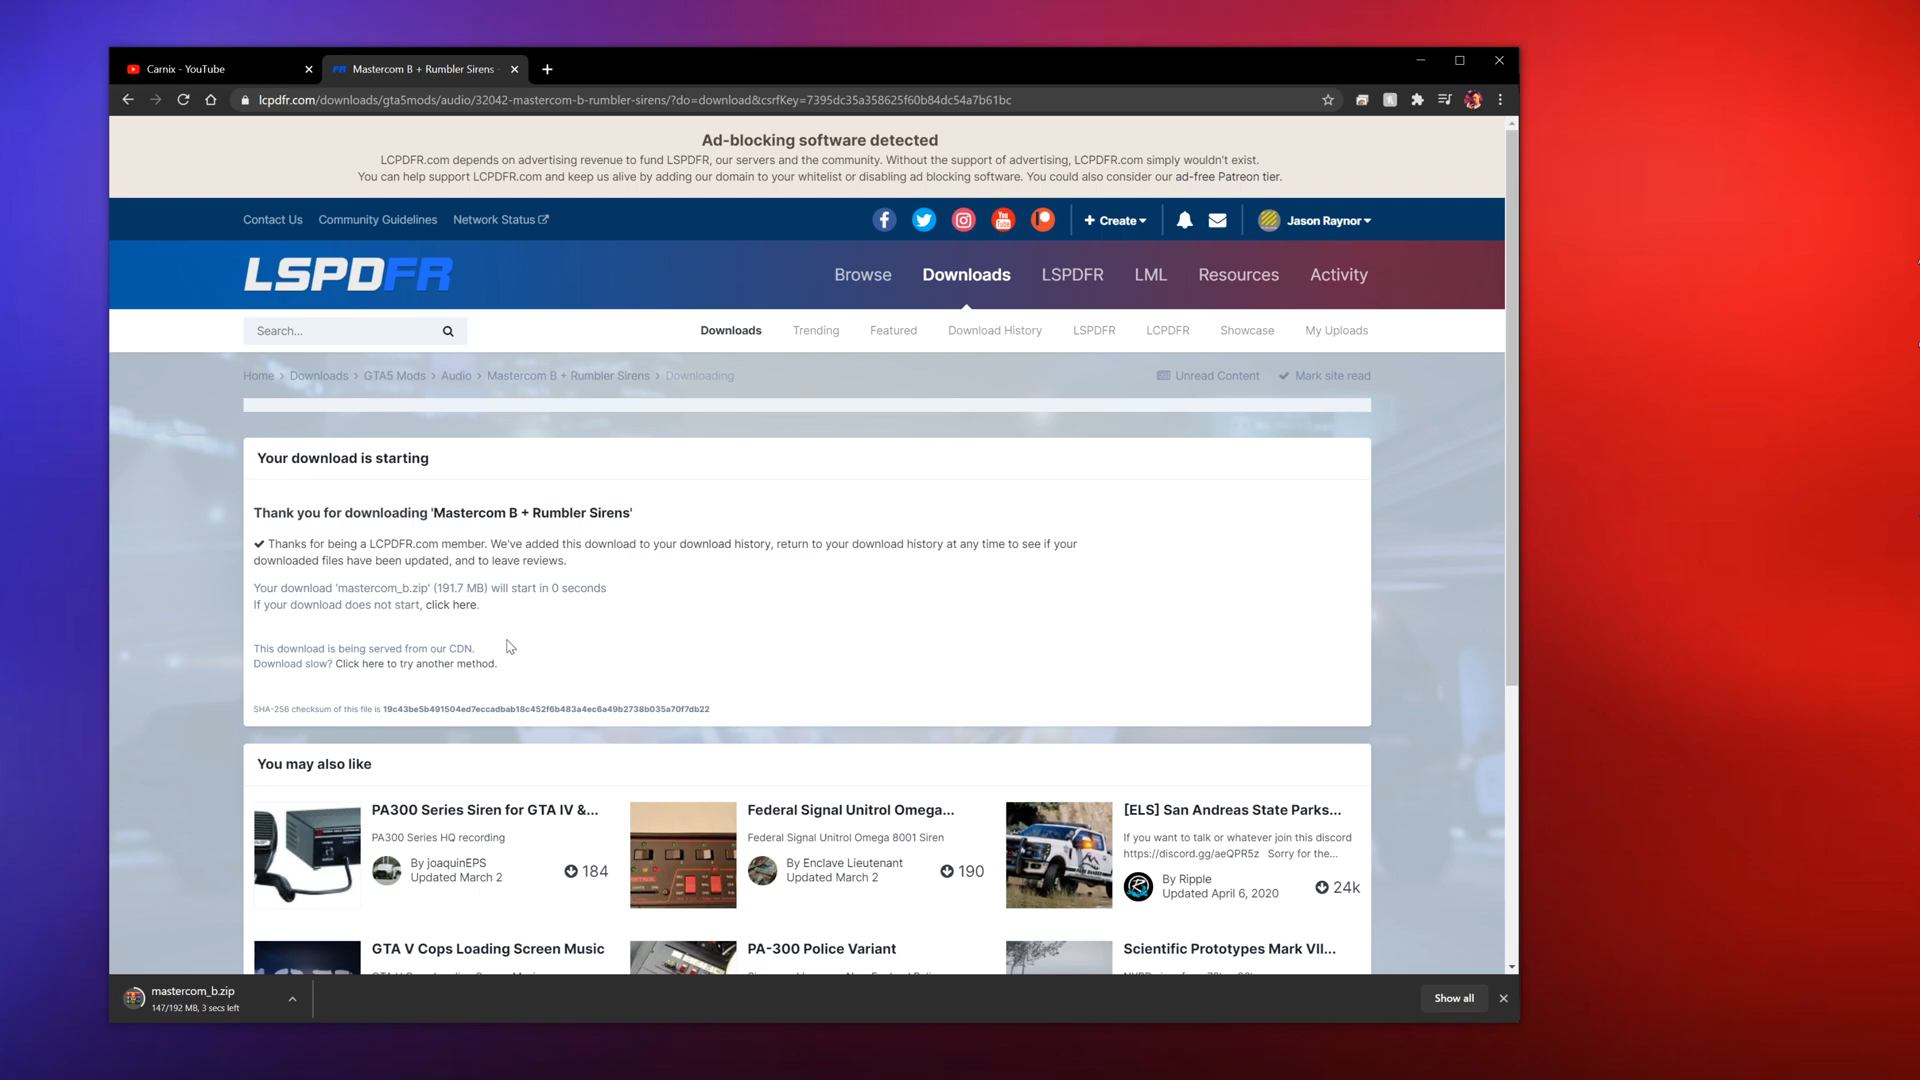 Carnix - YouTube
Mastercom B + Rumbler Sirens -
lcpdfr.com/downloads/gta5mods/audio/32042-mastercom-b-rumbler-sirens/?do=download&csrfKey=7395dc35a358625f60b84dc54a7b61bc
Ad-blocking software detected
LCPDFR.com depends on advertising revenue to fund LSPDFR, our servers and the community. Without the support of advertising, LCPDFR.com simply wouldn't exist.
You can help support LCPDFR.com and keep us alive by adding our domain to your whitelist or disabling ad blocking software. You could also consider our ad-free Patreon tier.
Contact Us Community Guidelines Network Status
+ Create
Jason Raynor
LSPDFR
Browse Downloads LSPDFR LML Resources Activity
Search...
Downloads Trending Featured Download History LSPDFR LCPDFR Showcase My Uploads
Home > Downloads > GTA5 Mods > Audio > Mastercom B + Rumbler Sirens > Downloading
Unread Content Mark site read
Your download is starting
Thank you for downloading 'Mastercom B + Rumbler Sirens'
Thanks for being a LCPDFR.com member. We've added this download to your download history, return to your download history at any time to see if your
downloaded files have been updated, and to leave reviews.
Your download 'mastercom_b.zip' (191.7 MB) will start in 0 seconds
If your download does not start, click here.
This download is being served from our CDN.
Download slow? Click here to try another method.
SHA-256 checksum of this file is 19c43be5b491504ed7eccadbab18c452f6b483a4ec6a49b2738b035a70f7db22
You may also like
PA300 Series Siren for GTA IV &...
PA300 Series HQ recording
By joaquinEPS
Updated March 2
184
Federal Signal Unitrol Omega...
Federal Signal Unitrol Omega 8001 Siren
By Enclave Lieutenant
Updated March 2
190
[ELS] San Andreas State Parks...
If you want to talk or whatever join this discord
https://discord.gg/aeQPR5z Sorry for the...
By Ripple
Updated April 6, 2020
24k
GTA V Cops Loading Screen Music
PA-300 Police Variant
Scientific Prototypes Mark VII...
mastercom_b.zip
147/192 MB, 3 secs left
Show all